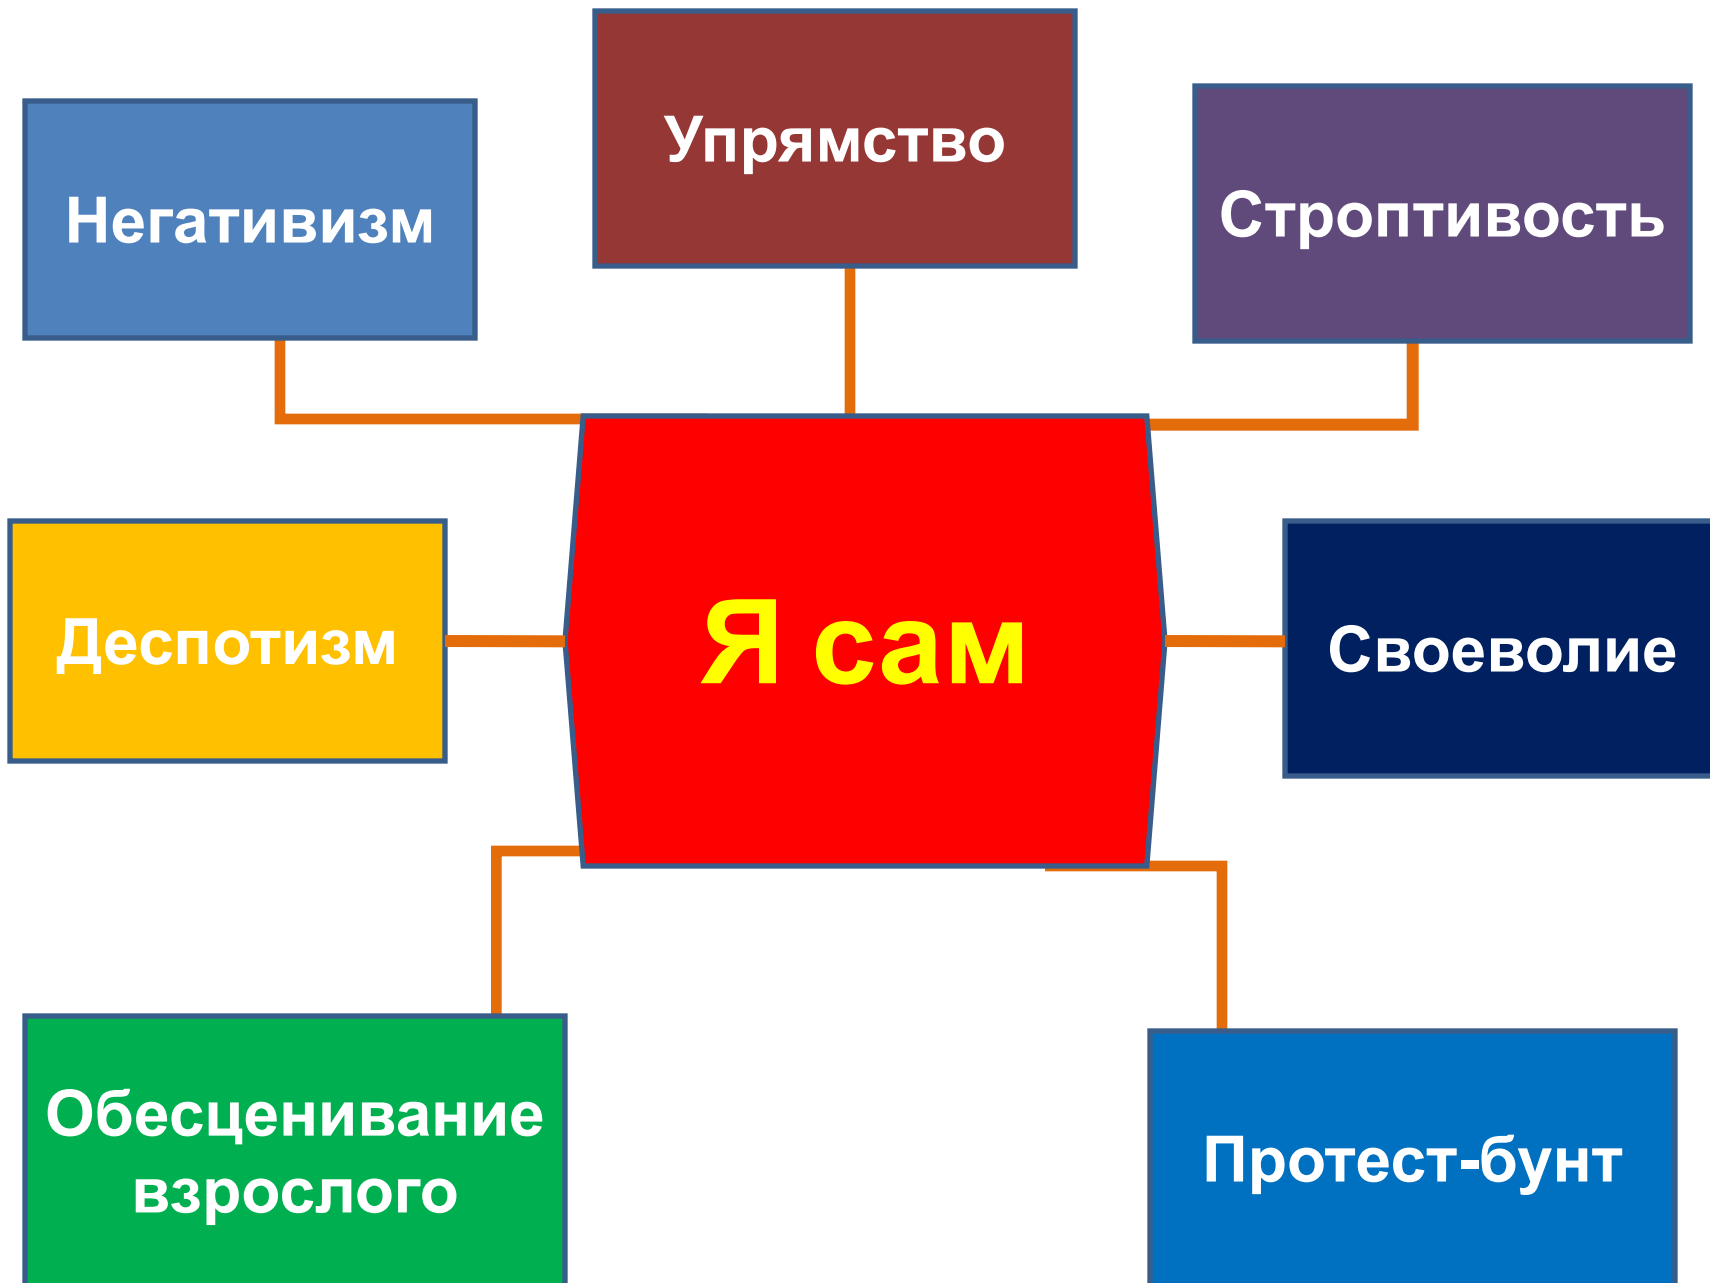 Упрямство
Негативизм
Строптивость
Деспотизм
Я сам
Своеволие
Обесценивание
взрослого
Протест-бунт